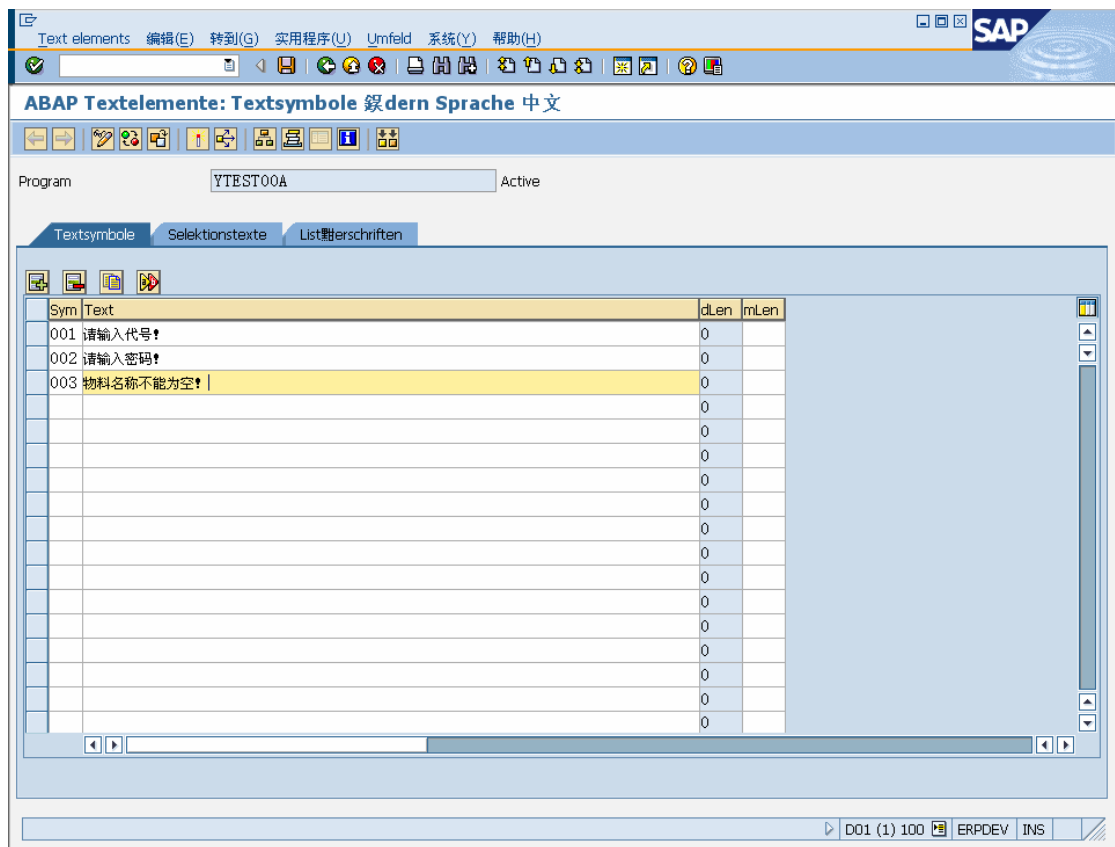 Text elements 编辑(E) 转到(G) 实用程序(U) Umfeld 系统(Y) 帮助(H)
SAP
ABAP Textelemente: Textsymbole 鋄dern Sprache 中文
Program YTEST00A Active
Textsymbole Selektionstexte List黚erschriften
Sym Text dLen mLen
001 请输入代号! 0
002 请输入密码! 0
003 物料名称不能为空! 0
0
0
0
0
0
0
0
0
0
0
0
0
0
0
D01 (1) 100 ERPDEV INS